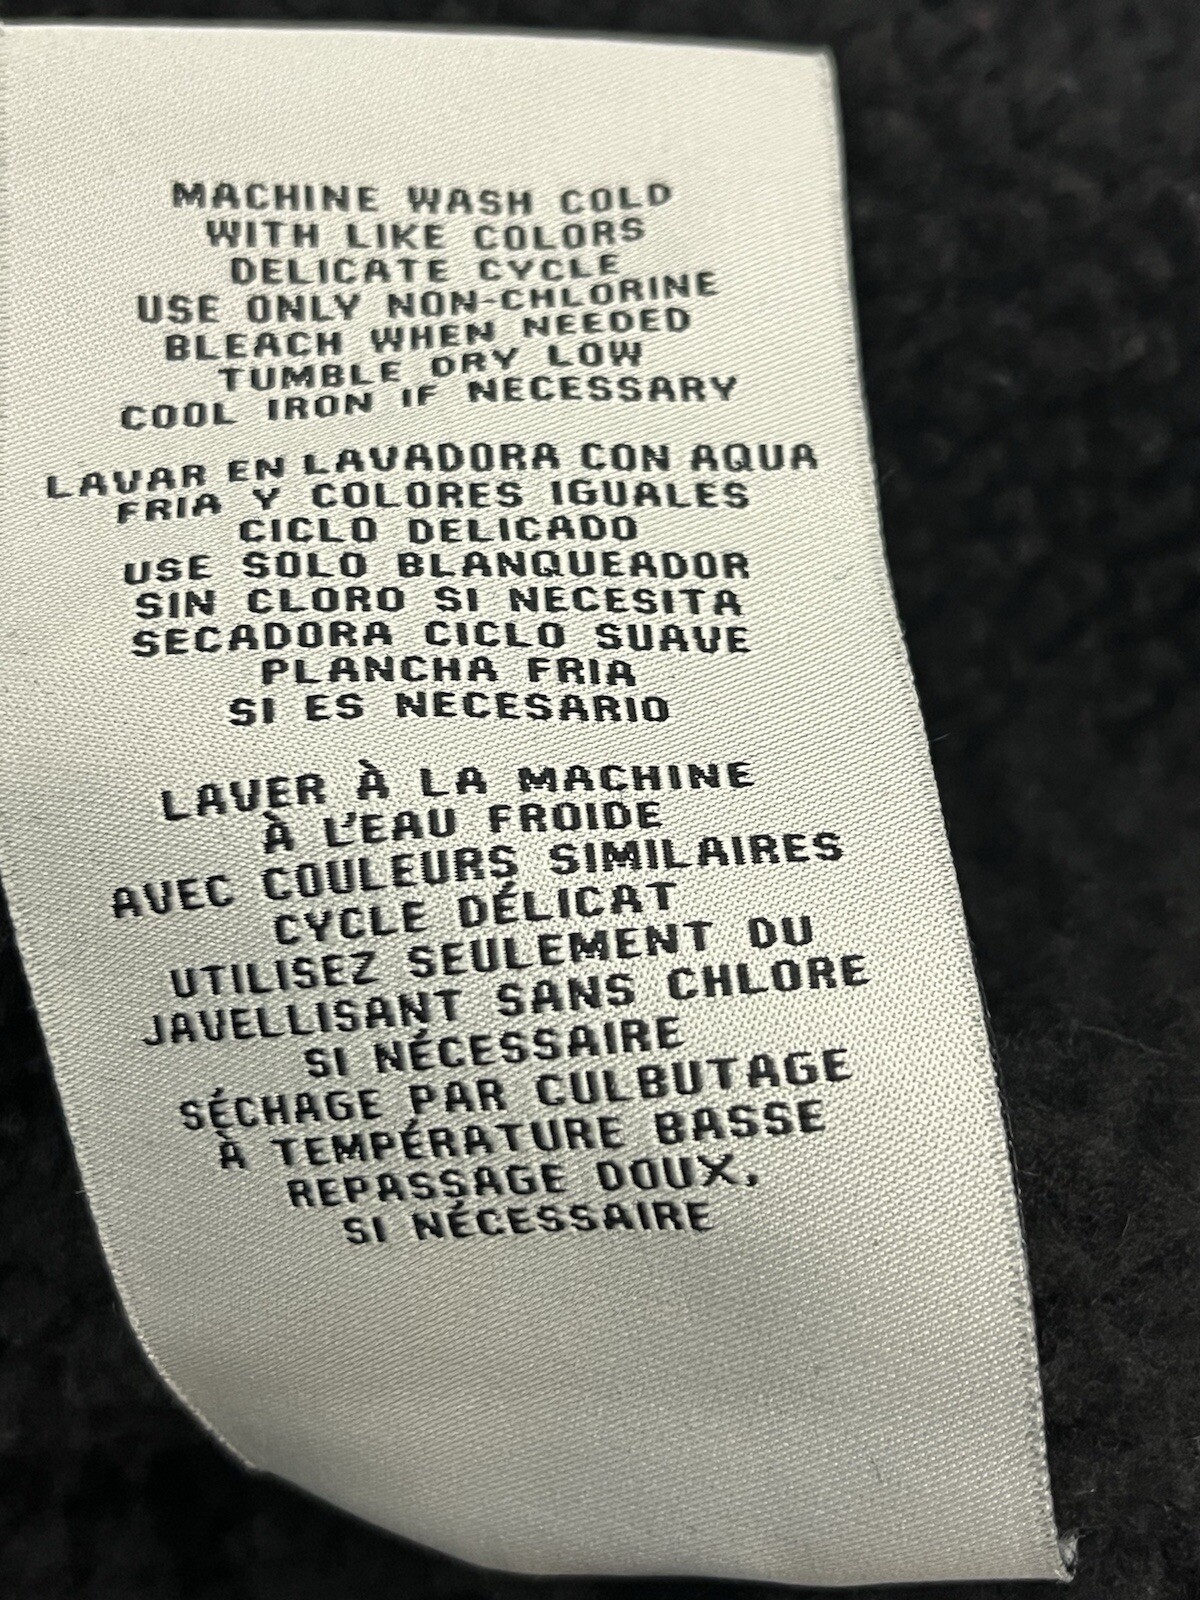 MACHINE WASH COLD
WITH LIKE COLORS
DELICATE CYCLE
USE ONLY NON-CHLORINE
BLEACH WHEN NEEDED
TUMBLE DRY LOW
COOL IRON IF NECESSARY
LAVAR EN LAVADORA CON AQUA
FRIA Y COLORES IGUALES
CICLO DELICADO
USE SOLO BLANQUEADOR
SIN CLORO SI NECESITA
SECADORA CICLO SUAVE
PLANCHA FRIA
SI ES NECESARIO
LAVER À LA MACHINE
À L'EAU FROIDE
AVEC COULEURS SIMILAIRES
CYCLE DÉLICAT
UTILISEZ SEULEMENT DU
JAVELLISANT SANS CHLORE
SI NÉCESSAIRE
SÉCHAGE PAR CULBUTAGE
À TEMPÉRATURE BASSE
REPASSAGE DOUX,
SI NÉCESSAIRE